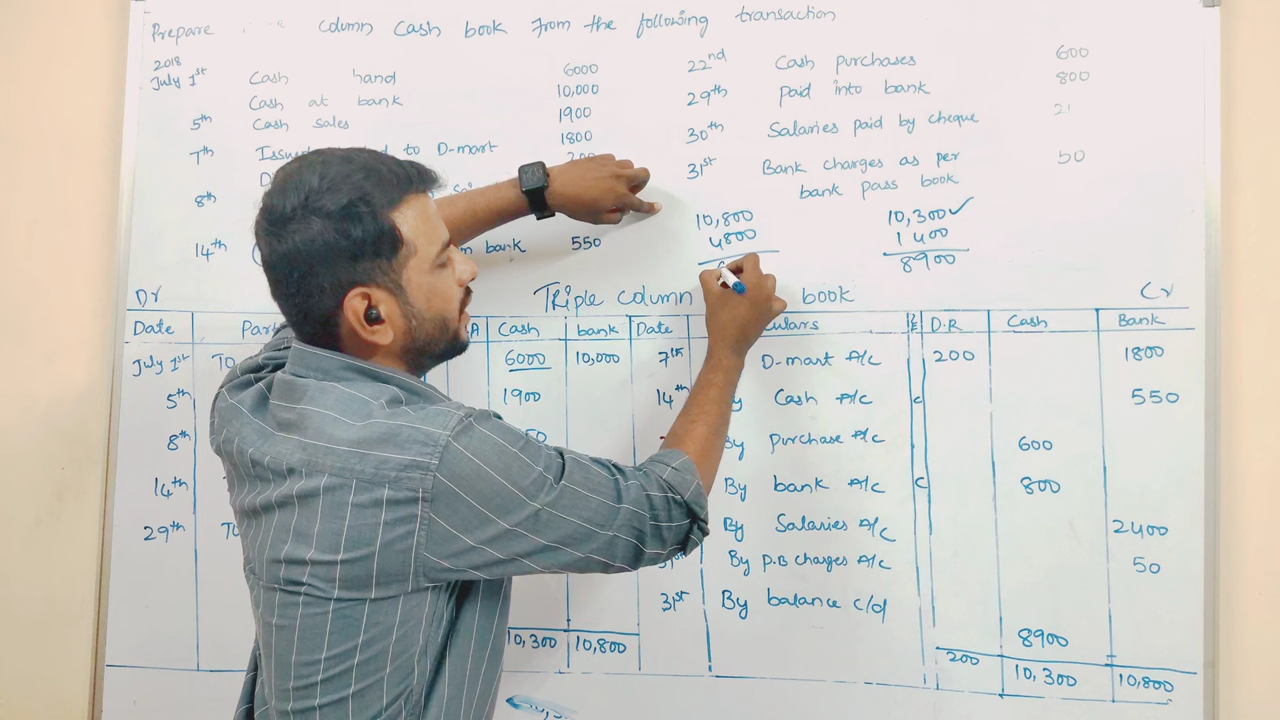 Prepare column cash book from the following transaction
2018
July 1st Cash hand 6000
Cash at bank 10,000
5th Cash sales 1900
7th to D-mart 1800
200
8th
14th bank 550
22nd Cash purchases 600
29th paid into bank 800
30th Salaries paid by cheque
31st Bank charges as per 50
bank pass book
10,800
4800
10,300 ✓
1400
8900
Dr Triple column book Cr
Date Cash bank Date D.R Cash Bank
July 1st To 6000 10,000 7th D-mart A/c 200 1800
5th 1900 14th By Cash A/c C 550
8th By purchase A/c 600
14th By bank A/c C 800
29th To By Salaries A/c 2400
31st By P.B charges A/c 50
31st By balance c/d
8900
10,300 10,800 200 10,300 10,800